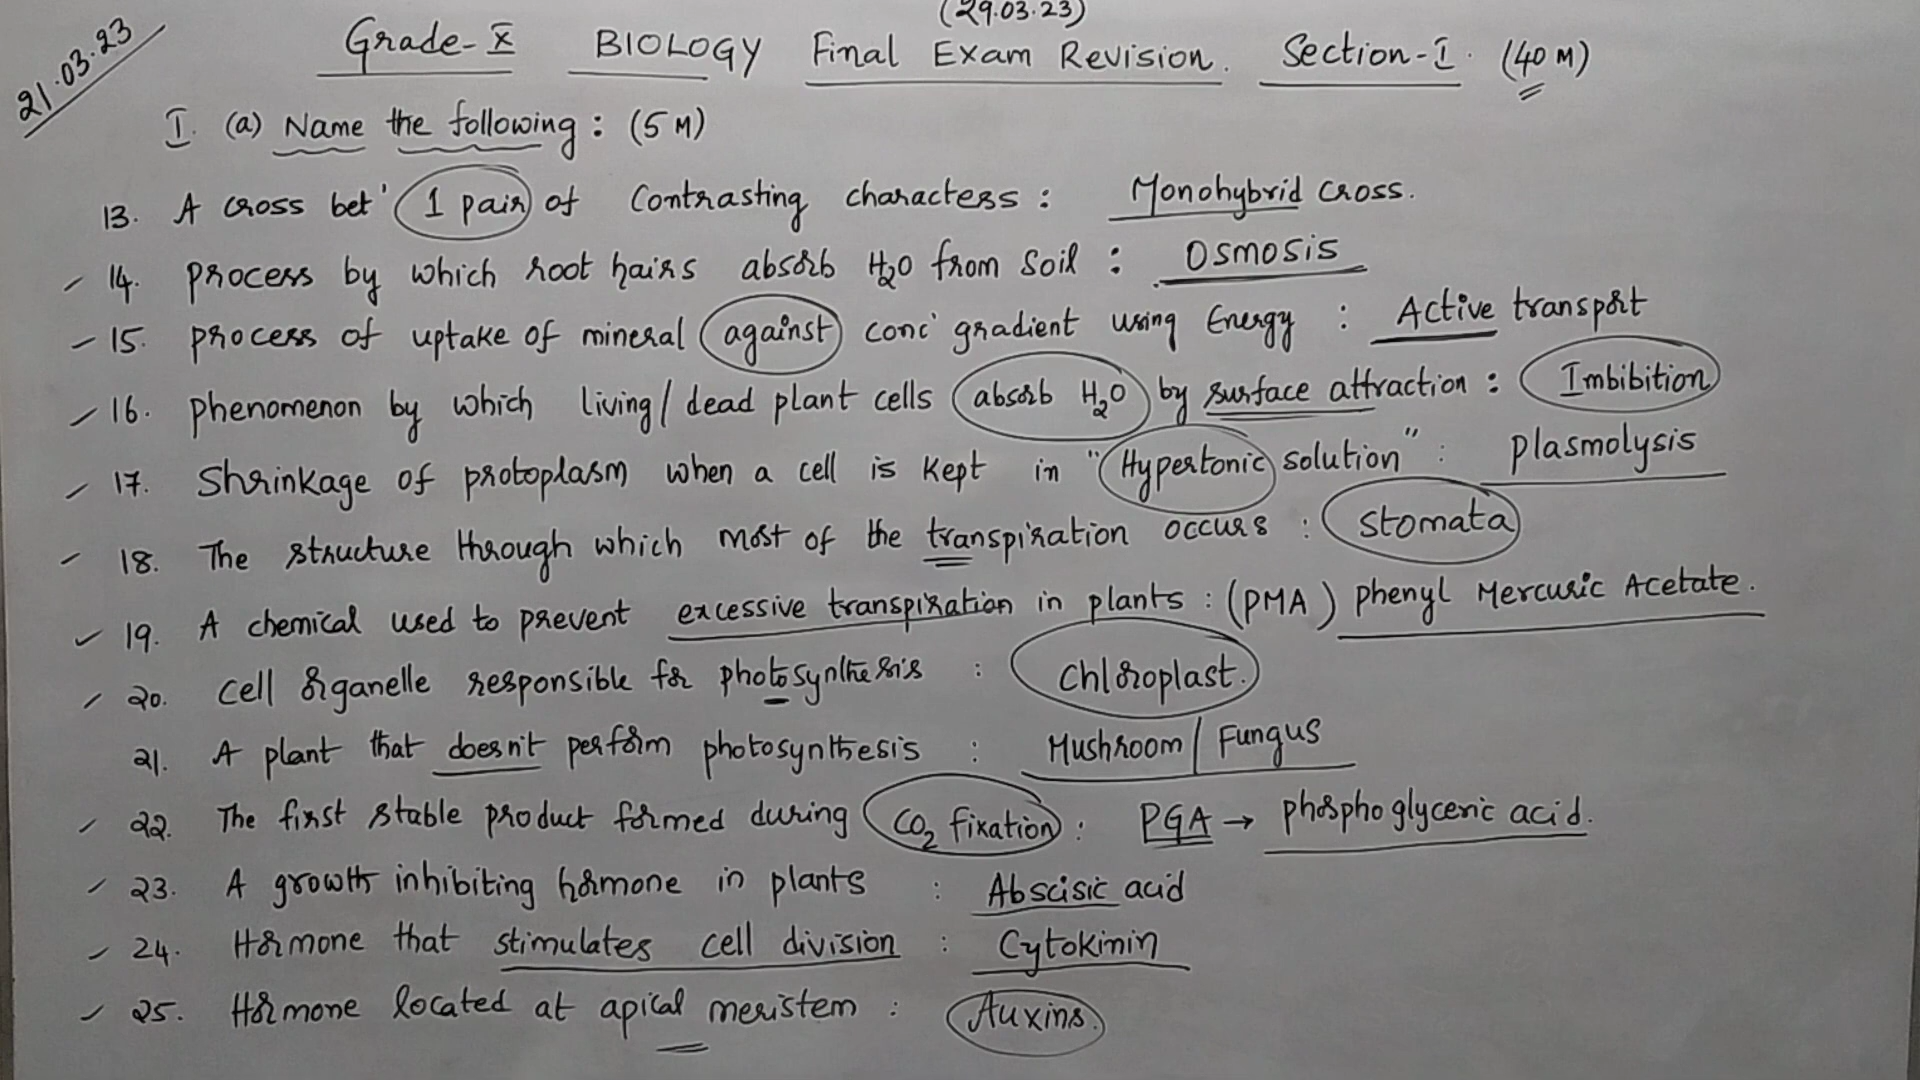 (29.03.23)
21.03.23
Grade-X BIOLOGY Final Exam Revision. Section-I. (40 M)
I. (a) Name the following : (5 M)
13. A cross bet' 1 pair of Contrasting characters : Monohybrid Cross.
14. process by which root hairs absorb H₂O from Soil : Osmosis
15. process of uptake of mineral against conc' gradient using Energy : Active transport
16. phenomenon by which living/ dead plant cells absorb H₂O by surface attraction : Imbibition
17. Shrinkage of protoplasm when a cell is kept in "Hypertonic solution" : plasmolysis
18. The structure through which most of the transpiration occurs : Stomata
19. A chemical used to prevent excessive transpiration in plants : (PMA) phenyl Mercuric Acetate.
20. cell organelle responsible for photosynthesis : chloroplast.
21. A plant that doesn't perform photosynthesis : Mushroom/ Fungus
22. The first stable product formed during CO₂ fixation : PGA → phosphoglyceric acid.
23. A growth inhibiting hormone in plants : Abscisic acid
24. Hormone that stimulates cell division : Cytokinin
25. Hormone located at apical meristem : Auxins.